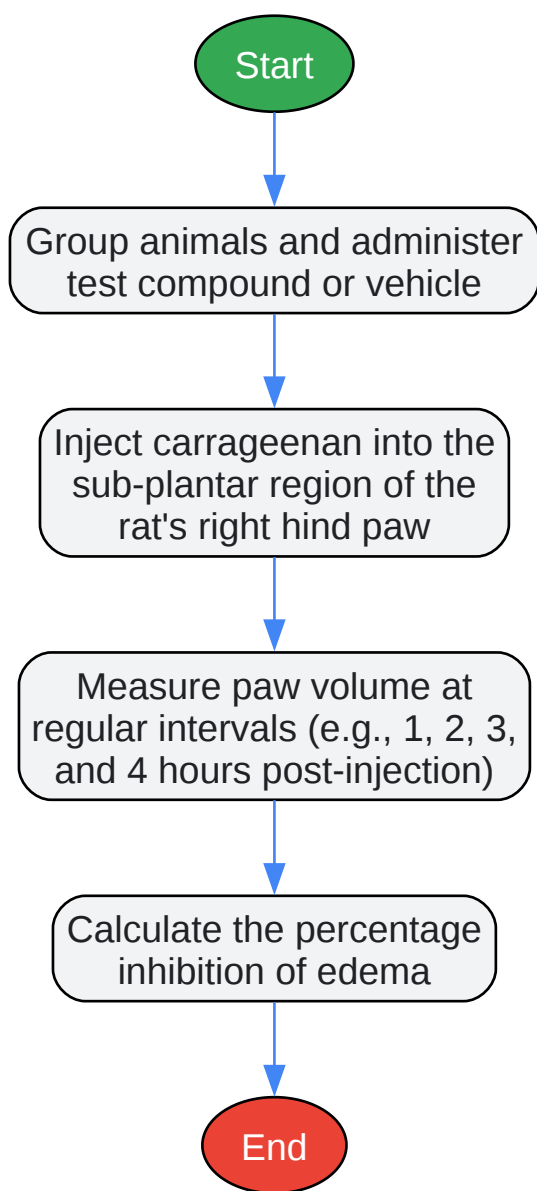 Start
Group animals and administer
test compound or vehicle
Inject carrageenan into the
sub-plantar region of the
rat's right hind paw
Measure paw volume at
regular intervals (e.g., 1, 2, 3,
and 4 hours post-injection)
Calculate the percentage
inhibition of edema
End